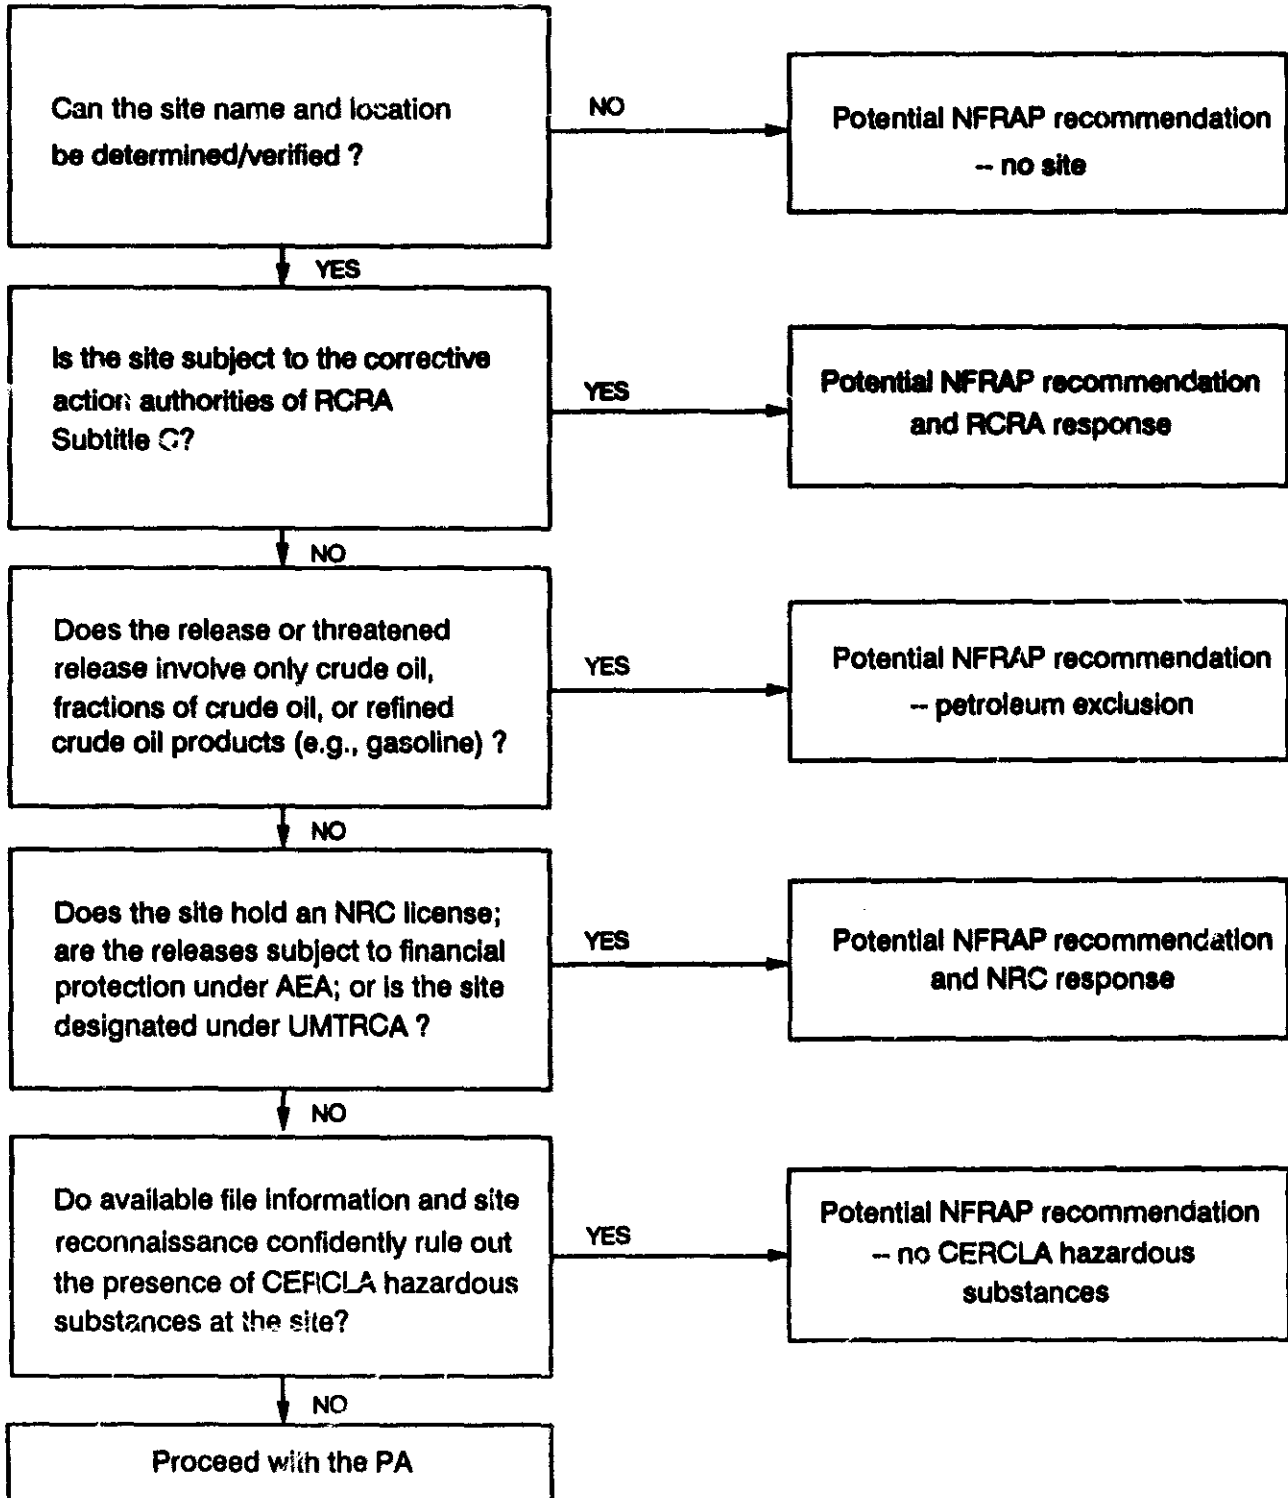 Can the site name and location
be determined/verified ?
NO
Potential NFRAP recommendation
-- no site
YES
Is the site subject to the corrective
action authorities of RCRA
Subtitle C?
YES
Potential NFRAP recommendation
and RCRA response
NO
Does the release or threatened
release involve only crude oil,
fractions of crude oil, or refined
crude oil products (e.g., gasoline) ?
YES
Potential NFRAP recommendation
-- petroleum exclusion
NO
Does the site hold an NRC license;
are the releases subject to financial
protection under AEA; or is the site
designated under UMTRCA ?
YES
Potential NFRAP recommendation
and NRC response
NO
Do available file information and site
reconnaissance confidently rule out
the presence of CERCLA hazardous
substances at the site?
YES
Potential NFRAP recommendation
-- no CERCLA hazardous
substances
NO
Proceed with the PA